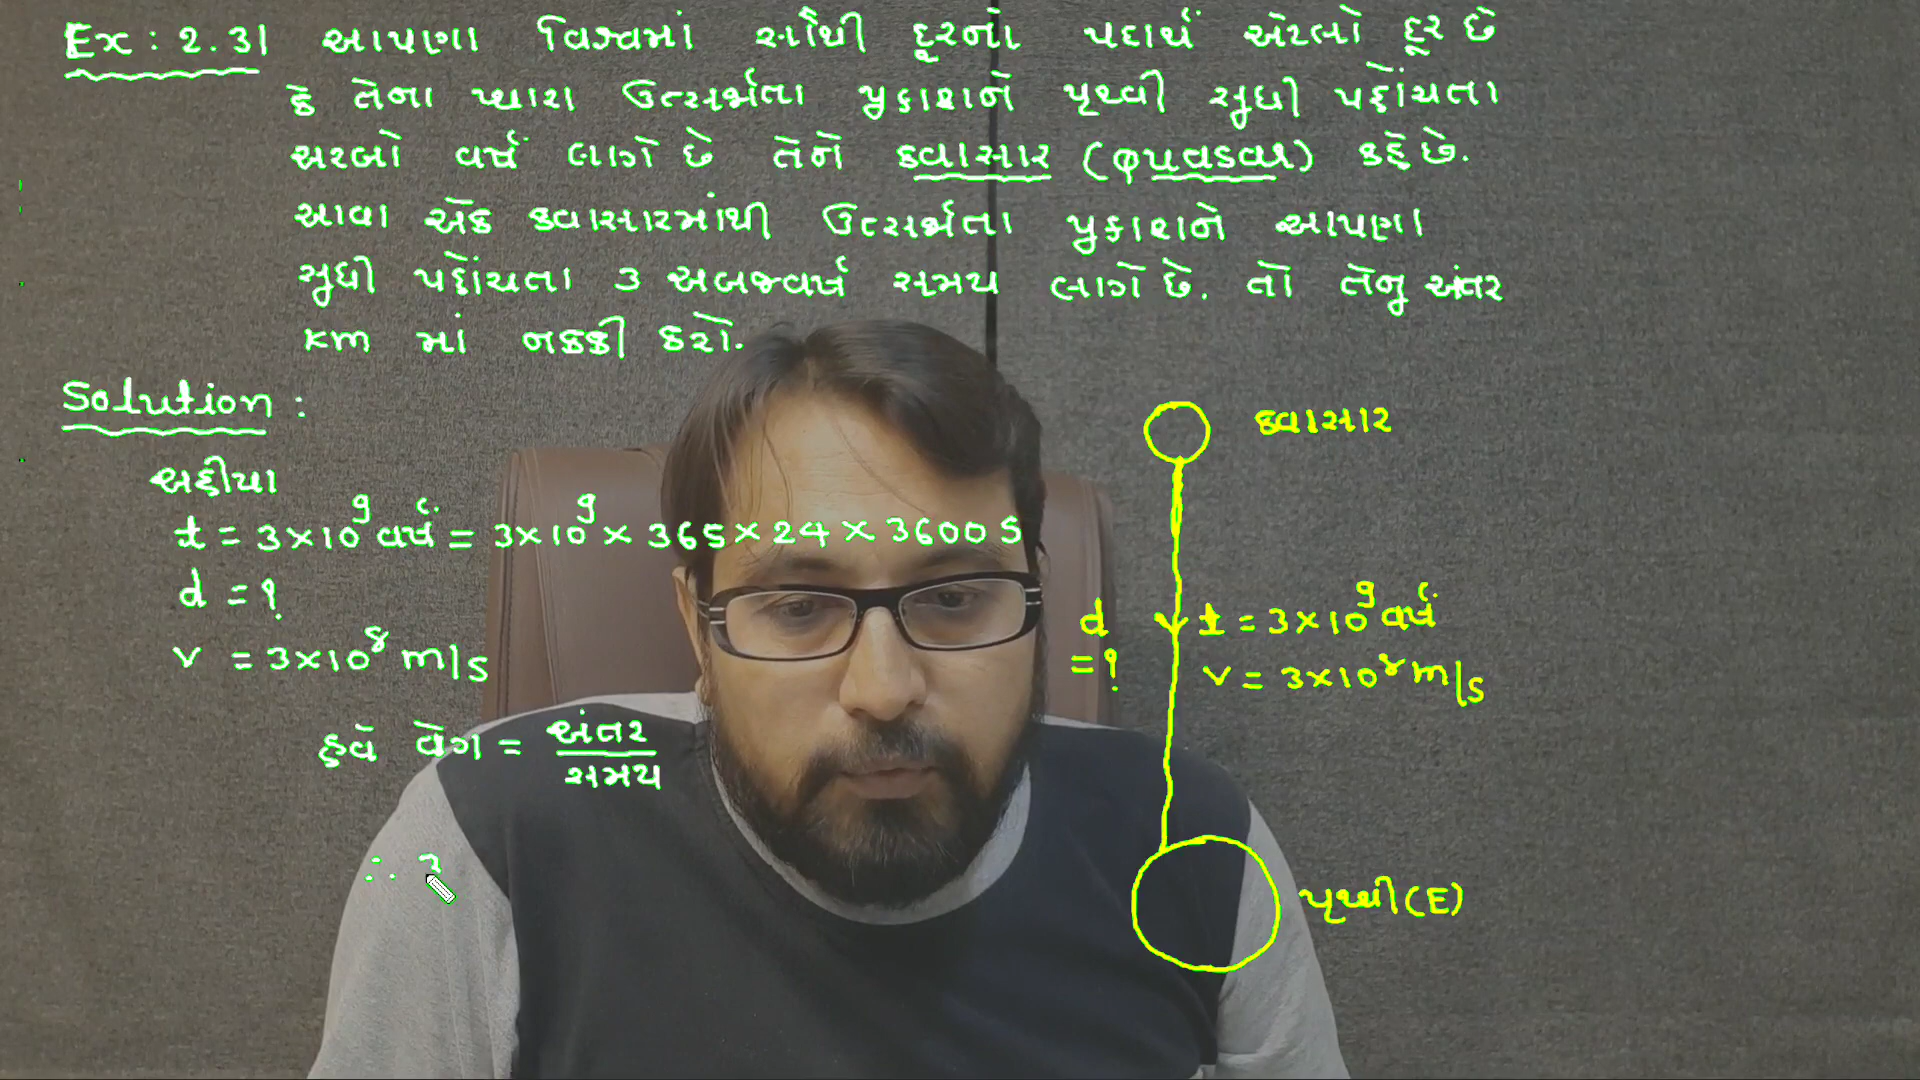 Ex : 2.31 આપણા વિશ્વમાં સૌથી દૂરનો પદાર્થ એટલો દૂર છે
કે તેના દ્વારા ઉત્સર્જીતા પ્રકાશને પૃથ્વી સુધી પહોંચતા
અરબો વર્ષ લાગે છે તેને ક્વાસાર ( ) કહે છે.
આવા એક ક્વાસારમાંથી ઉત્સર્જીતા પ્રકાશને આપણા
સુધી પહોંચતા 3 અબજવર્ષ સમય લાગે છે. તો તેનુ અંતર
km માં નક્કી કરો.
Solution :
અહીયા
t = 3×10⁹ વર્ષ = 3×10⁹ × 365 × 24 × 3600 S
d = ?
v = 3×10⁸ m/s
હવે વેગ = અંતર / સમય
∴
ક્વાસાર
d = ?
t = 3×10⁹ વર્ષ
v = 3×10⁸ m/s
પૃથ્વી (E)